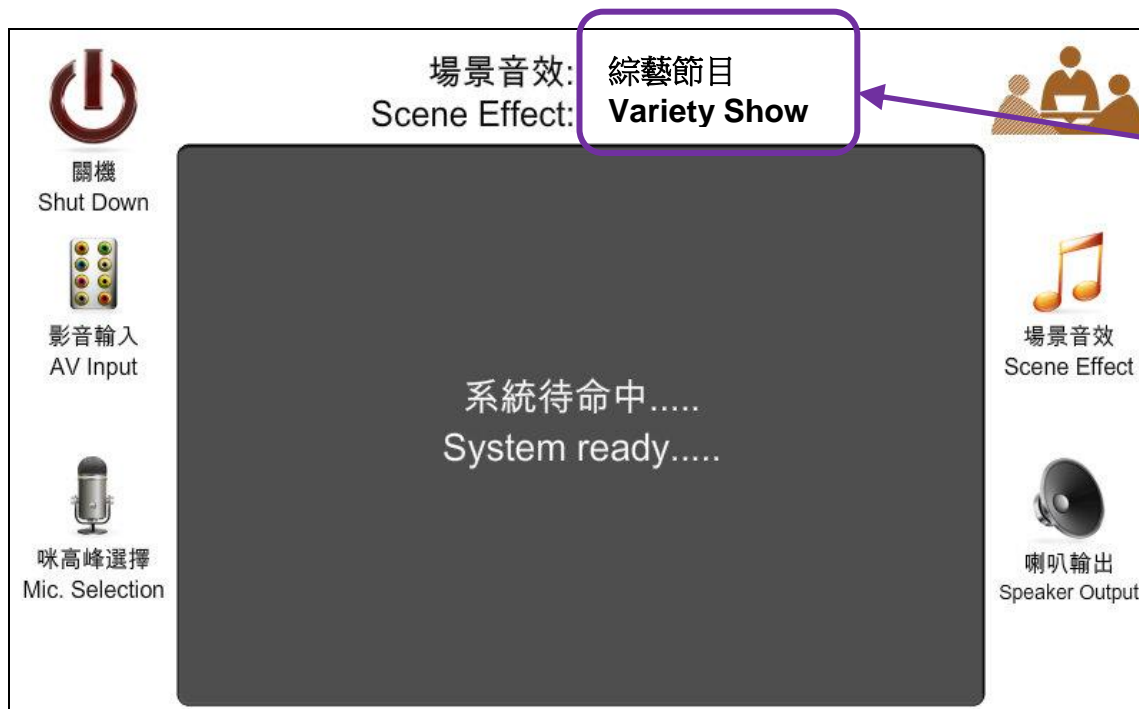 場景音效: 綜藝節目
Scene Effect: Variety Show
關機
Shut Down
影音輸入
AV Input
咪高峰選擇
Mic. Selection
系統待命中.....
System ready.....
場景音效
Scene Effect
喇叭輸出
Speaker Output